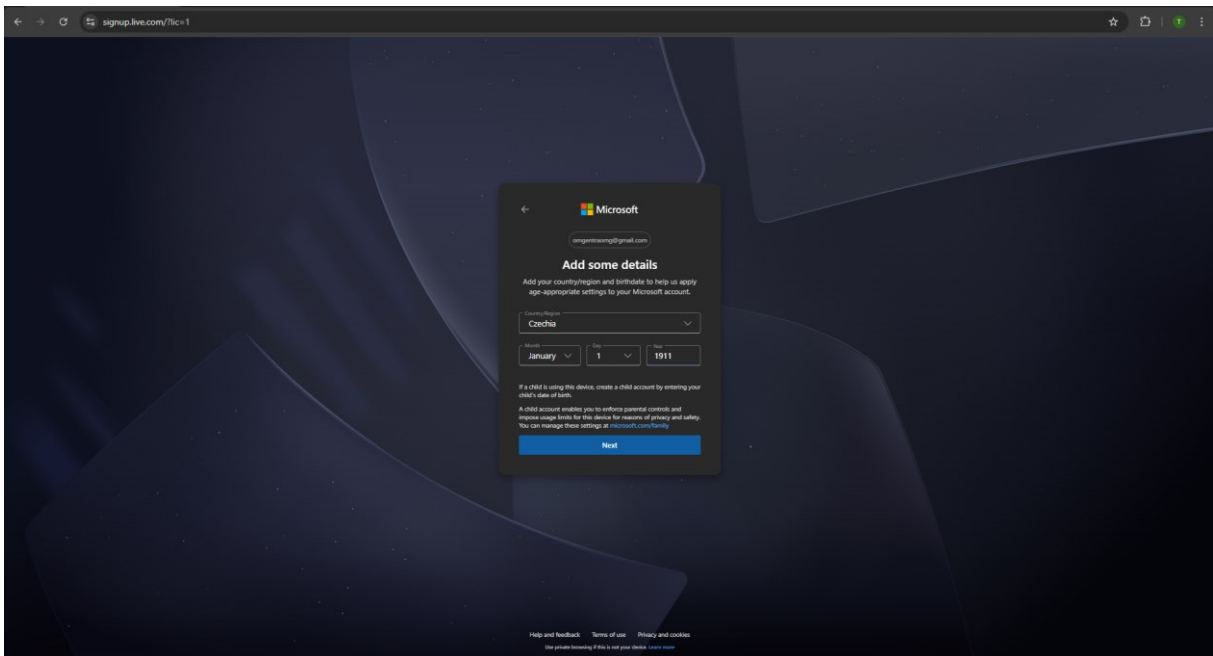 signup.live.com/?lic=1
T
Microsoft
omgentraomg@gmail.com
Add some details
Add your country/region and birthdate to help us apply
age-appropriate settings to your Microsoft account.
Country/Region
Czechia
Month Day Year
January 1 1911
If a child is using this device, create a child account by entering your
child's date of birth.
A child account enables you to enforce parental controls and
impose usage limits for this device for reasons of privacy and safety.
You can manage these settings at microsoft.com/family
Next
Help and feedback Terms of use Privacy and cookies
Use private browsing if this is not your device. Learn more